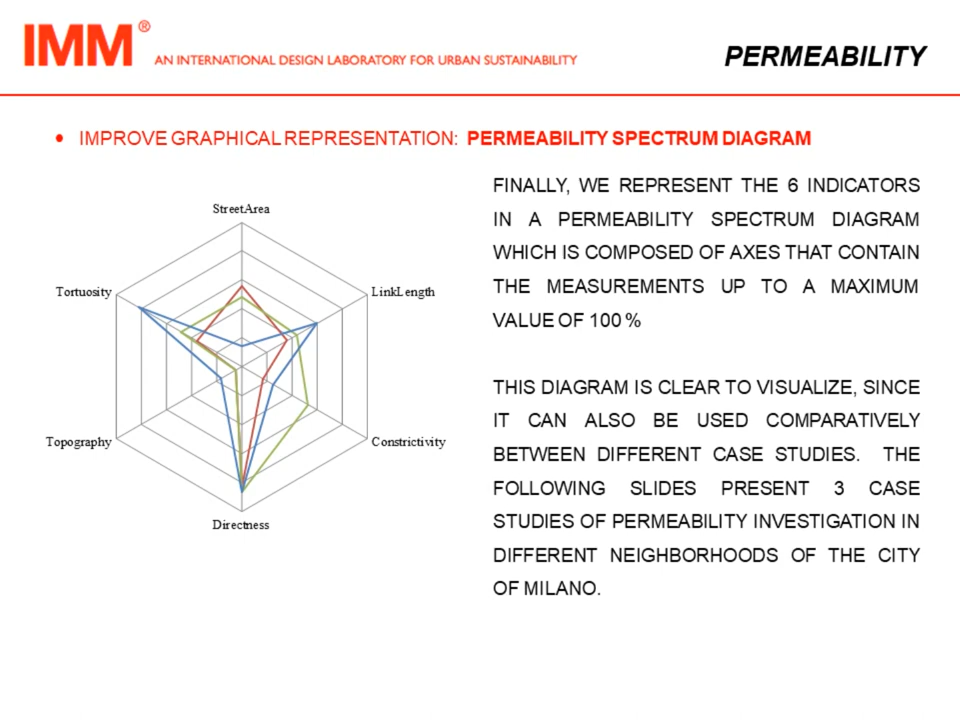 IMM®
AN INTERNATIONAL DESIGN LABORATORY FOR URBAN SUSTAINABILITY
PERMEABILITY
• IMPROVE GRAPHICAL REPRESENTATION: PERMEABILITY SPECTRUM DIAGRAM
StreetArea
LinkLength
Constrictivity
Directness
Topography
Tortuosity
FINALLY, WE REPRESENT THE 6 INDICATORS
IN A PERMEABILITY SPECTRUM DIAGRAM
WHICH IS COMPOSED OF AXES THAT CONTAIN
THE MEASUREMENTS UP TO A MAXIMUM
VALUE OF 100 %
THIS DIAGRAM IS CLEAR TO VISUALIZE, SINCE
IT CAN ALSO BE USED COMPARATIVELY
BETWEEN DIFFERENT CASE STUDIES. THE
FOLLOWING SLIDES PRESENT 3 CASE
STUDIES OF PERMEABILITY INVESTIGATION IN
DIFFERENT NEIGHBORHOODS OF THE CITY
OF MILANO.